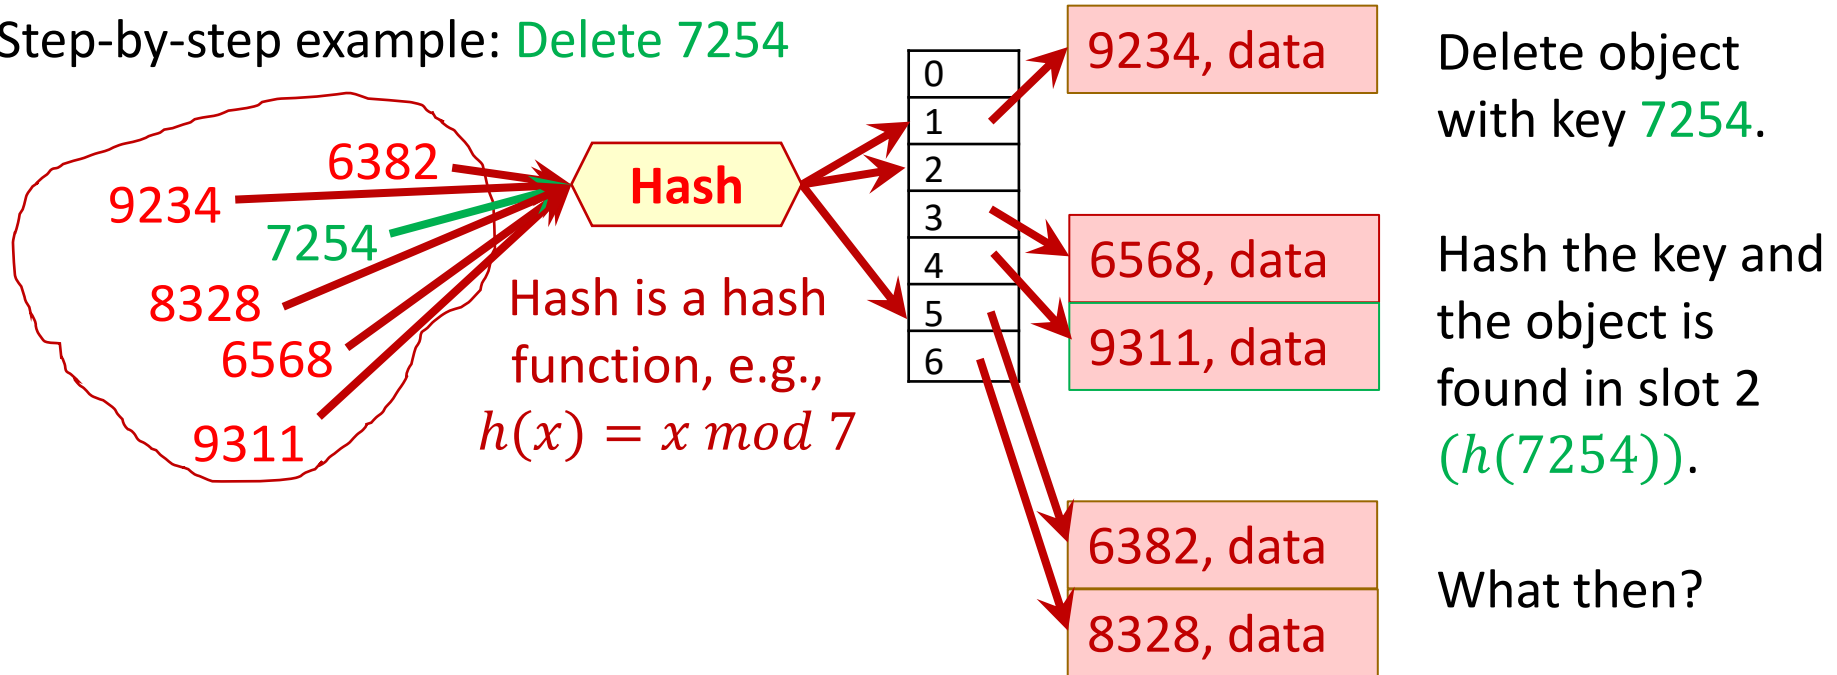 Step-by-step example: Delete 7254
6382
9234
7254
8328
6568
9311
Hash
Hash is a hash
function, e.g.,
h(x) = x mod 7
0
1
2
3
4
5
6
9234, data
6568, data
9311, data
6382, data
8328, data
Delete object
with key 7254.
Hash the key and
the object is
found in slot 2
(h(7254)).
What then?